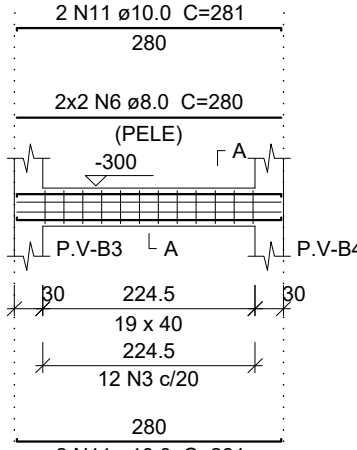 2 N11 ø10.0 C=281
280
2x2 N6 ø8.0 C=280
(PELE)
-300
A
P.V-B3
A
P.V-B4
30
224.5
30
19 x 40
224.5
12 N3 c/20
280